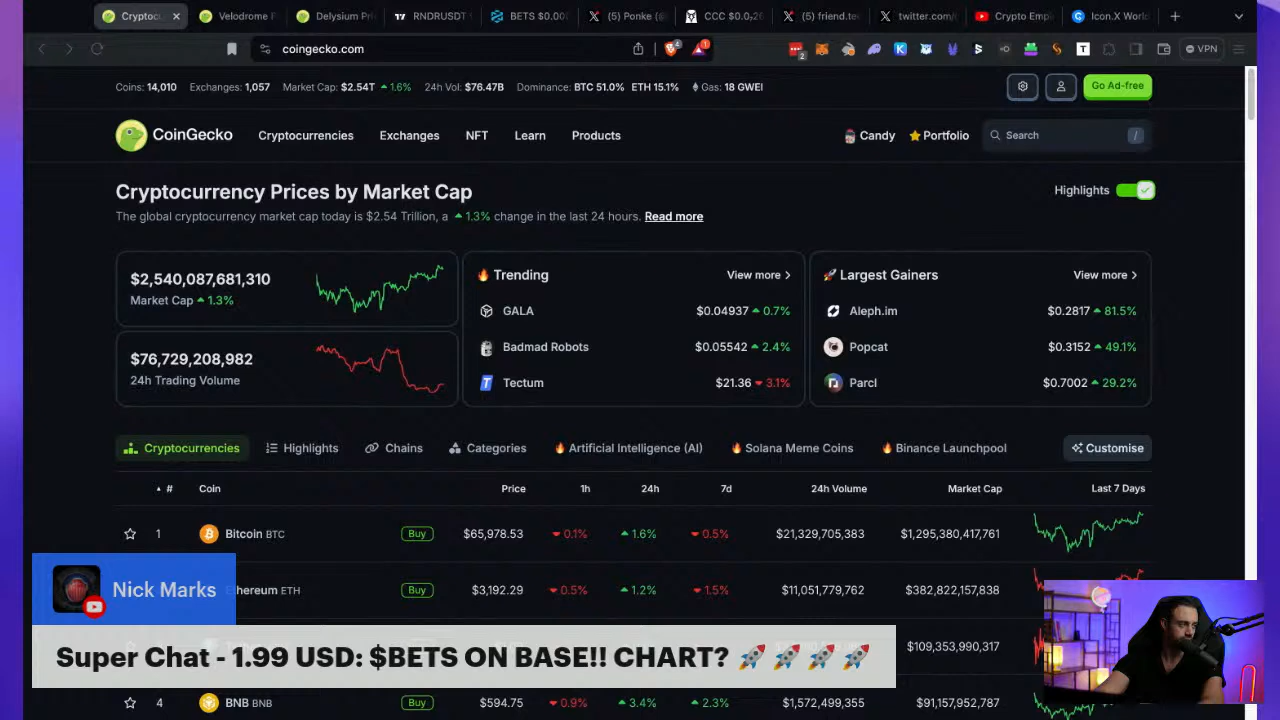 Cryptocu
Velodrome F
Delysium Pri
RNDRUSDT
BETS $0.00
(5) Ponke (@
CCC $0.0
(5) friend.te
twitter.com/
Crypto Emp
Icon.X World
coingecko.com
4
1
2
VPN
Coins: 14,010 Exchanges: 1,057 Market Cap: $2.54T 1.6% 24h Vol: $76.47B Dominance: BTC 51.0% ETH 15.1% Gas: 18 GWEI
Go Ad-free
CoinGecko Cryptocurrencies Exchanges NFT Learn Products Candy Portfolio Search /
Cryptocurrency Prices by Market Cap
Highlights
The global cryptocurrency market cap today is $2.54 Trillion, a 1.3% change in the last 24 hours. Read more
$2,540,087,681,310
Market Cap 1.3%
$76,729,208,982
24h Trading Volume
🔥 Trending View more >
GALA $0.04937 0.7%
Badmad Robots $0.05542 2.4%
Tectum $21.36 3.1%
🚀 Largest Gainers View more >
Aleph.im $0.2817 81.5%
Popcat $0.3152 49.1%
Parcl $0.7002 29.2%
Cryptocurrencies Highlights Chains Categories 🔥 Artificial Intelligence (AI) 🔥 Solana Meme Coins 🔥 Binance Launchpool Customise
# Coin Price 1h 24h 7d 24h Volume Market Cap Last 7 Days
1 Bitcoin BTC Buy $65,978.53 0.1% 1.6% 0.5% $21,329,705,383 $1,295,380,417,761
hereum ETH Buy $3,192.29 0.5% 1.2% 1.5% $11,051,779,762 $382,822,157,838
$109,353,990,317
4 BNB BNB Buy $594.75 0.9% 3.4% 2.3% $1,572,499,355 $91,157,952,787
Nick Marks
Super Chat - 1.99 USD: $BETS ON BASE!! CHART? 🚀 🚀 🚀 🚀